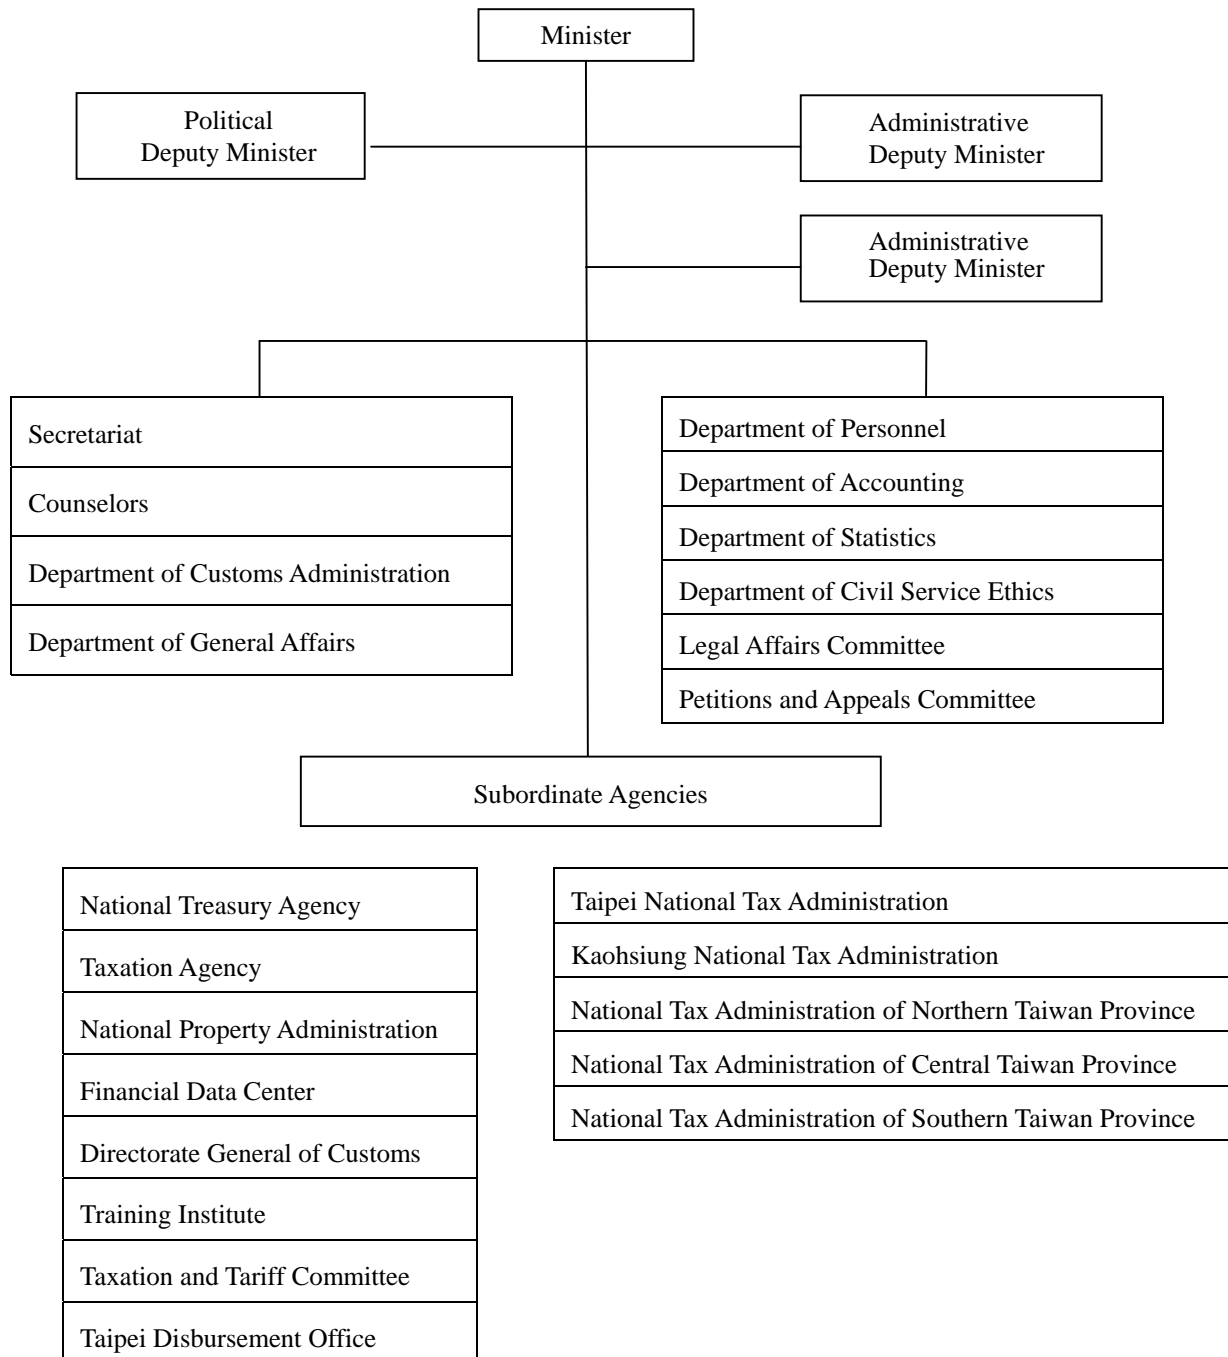 Minister
Political
Deputy Minister
Administrative
Deputy Minister
Administrative
Deputy Minister
Secretariat
Counselors
Department of Customs Administration
Department of General Affairs
Department of Personnel
Department of Accounting
Department of Statistics
Department of Civil Service Ethics
Legal Affairs Committee
Petitions and Appeals Committee
Subordinate Agencies
National Treasury Agency
Taxation Agency
National Property Administration
Financial Data Center
Directorate General of Customs
Training Institute
Taxation and Tariff Committee
Taipei Disbursement Office
Taipei National Tax Administration
Kaohsiung National Tax Administration
National Tax Administration of Northern Taiwan Province
National Tax Administration of Central Taiwan Province
National Tax Administration of Southern Taiwan Province